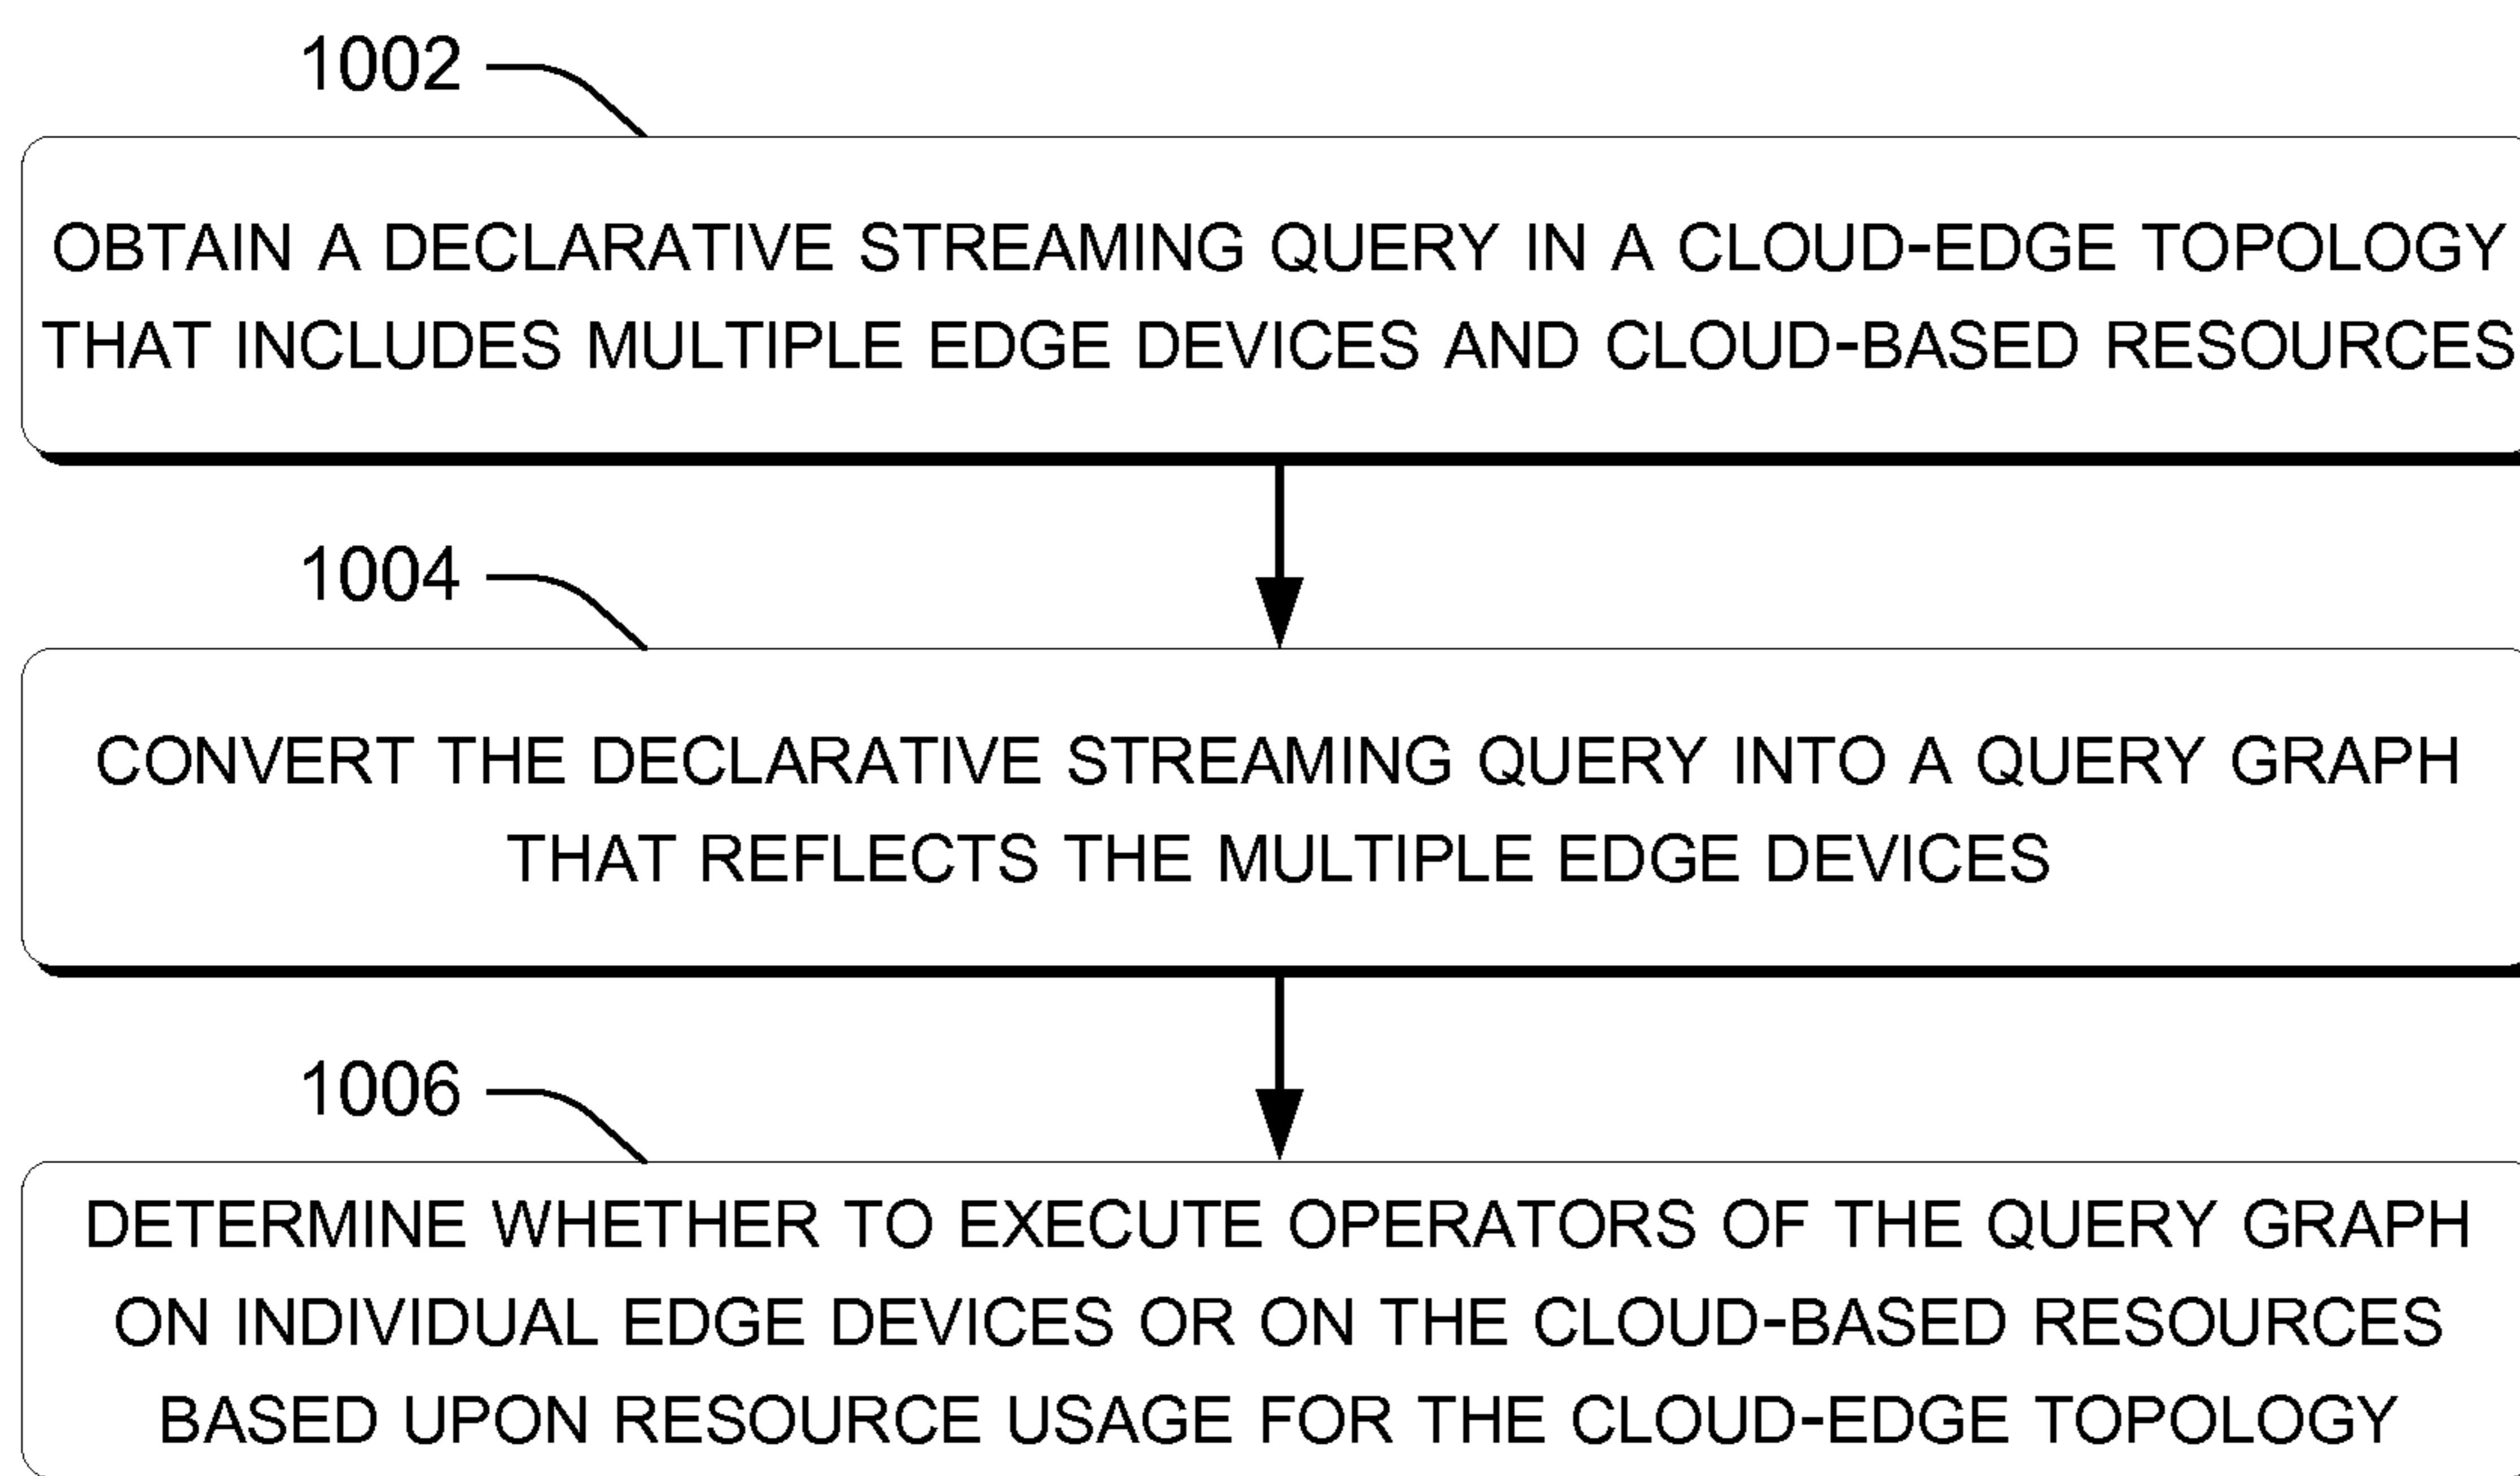 1002
OBTAIN A DECLARATIVE STREAMING QUERY IN A CLOUD-EDGE TOPOLOGY
THAT INCLUDES MULTIPLE EDGE DEVICES AND CLOUD-BASED RESOURCES
1004
CONVERT THE DECLARATIVE STREAMING QUERY INTO A QUERY GRAPH
THAT REFLECTS THE MULTIPLE EDGE DEVICES
1006
DETERMINE WHETHER TO EXECUTE OPERATORS OF THE QUERY GRAPH
ON INDIVIDUAL EDGE DEVICES OR ON THE CLOUD-BASED RESOURCES
BASED UPON RESOURCE USAGE FOR THE CLOUD-EDGE TOPOLOGY